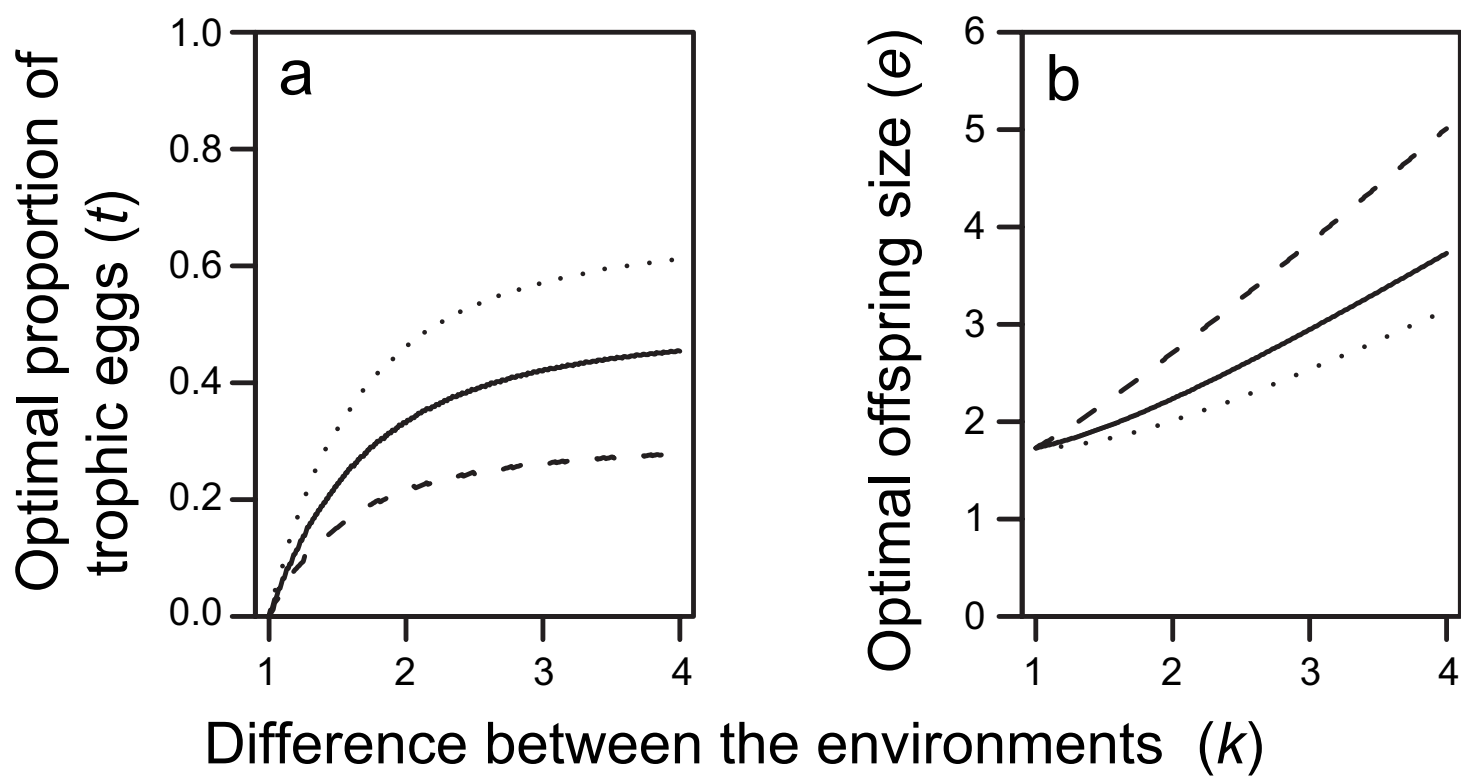 Optimal proportion of
trophic eggs (t)
a
1.0
0.8
0.6
0.4
0.2
0.0
1 2 3 4
Optimal offspring size (e)
b
6
5
4
3
2
1
0
1 2 3 4
Difference between the environments (k)